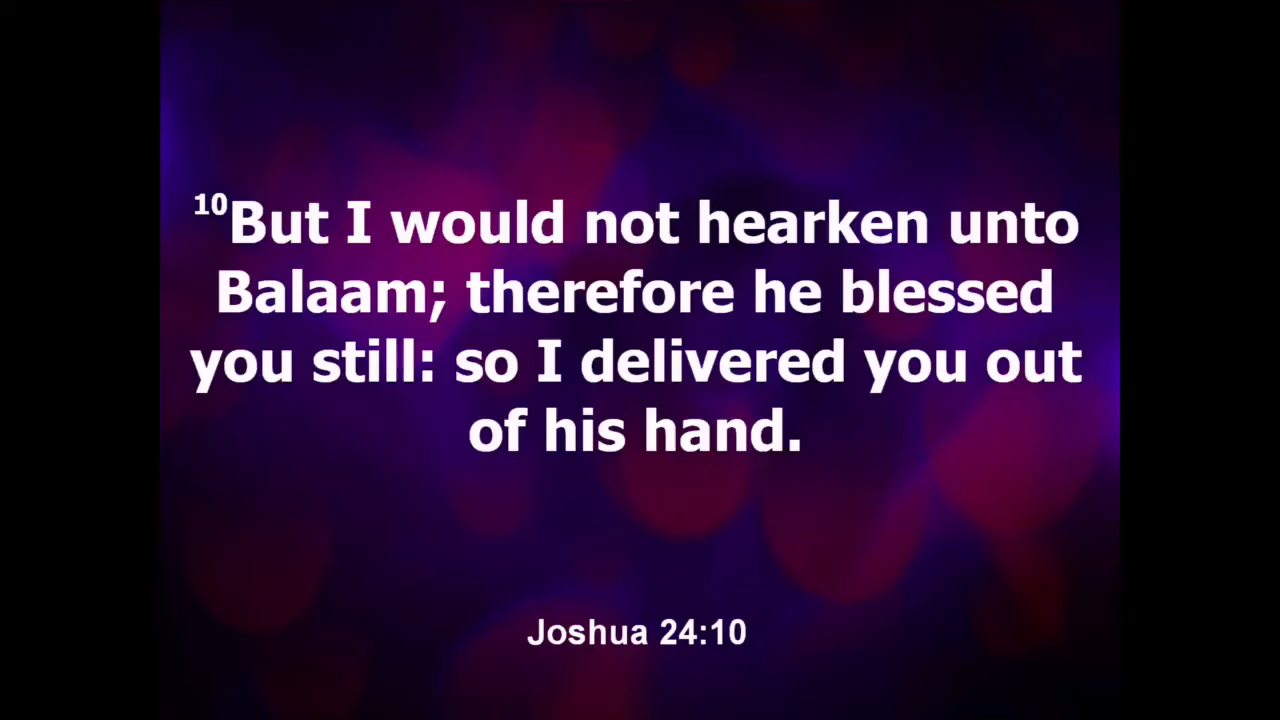 10But I would not hearken unto
Balaam; therefore he blessed
you still: so I delivered you out
of his hand.
Joshua 24:10